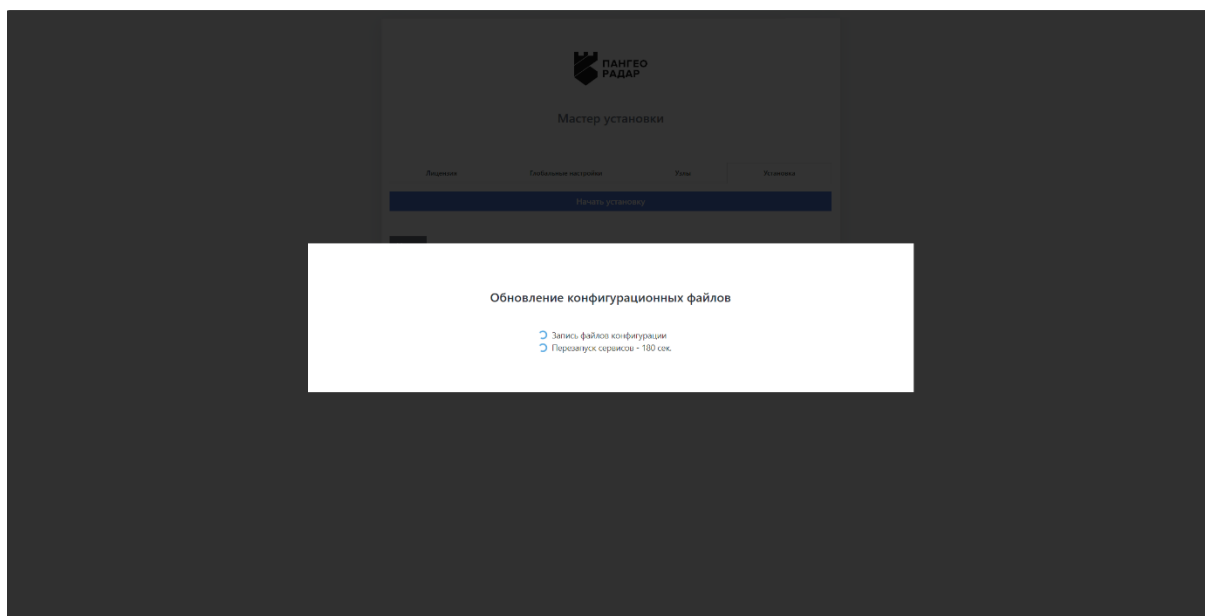 ПАНГЕО
РАДАР
Мастер установки
Лицензия Глобальные настройки Узлы Установка
Начать установку
Обновление конфигурационных файлов
Запись файлов конфигурации
Перезапуск сервисов - 180 сек.